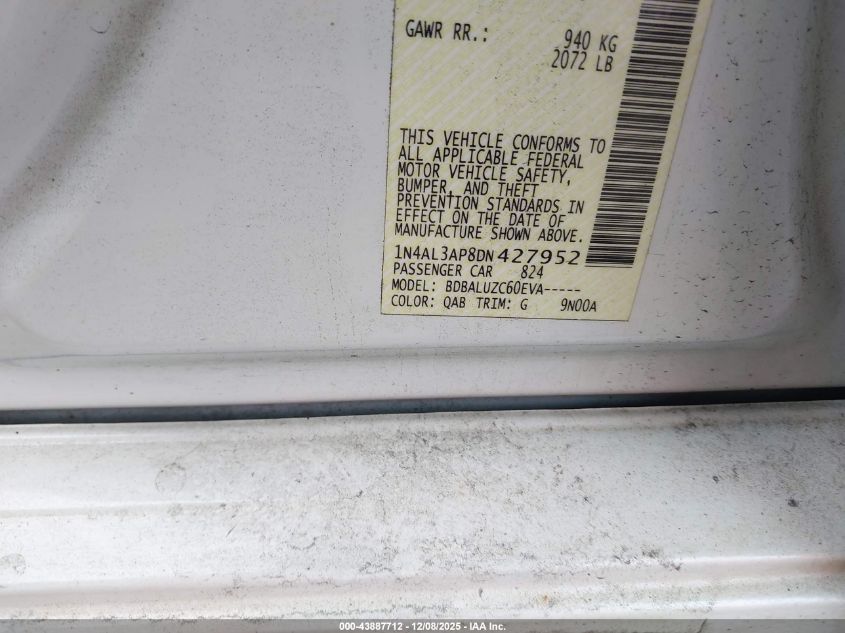 GAWR RR.: 940 KG
2072 LB
THIS VEHICLE CONFORMS TO
ALL APPLICABLE FEDERAL
MOTOR VEHICLE SAFETY,
BUMPER, AND THEFT
PREVENTION STANDARDS IN
EFFECT ON THE DATE OF
MANUFACTURE SHOWN ABOVE.
1N4AL3AP8DN427952
PASSENGER CAR 824
MODEL: BDBALUZC60EVA-----
COLOR: QAB TRIM: G 9N00A
000-43887712 - 12/08/2025 - IAA Inc.